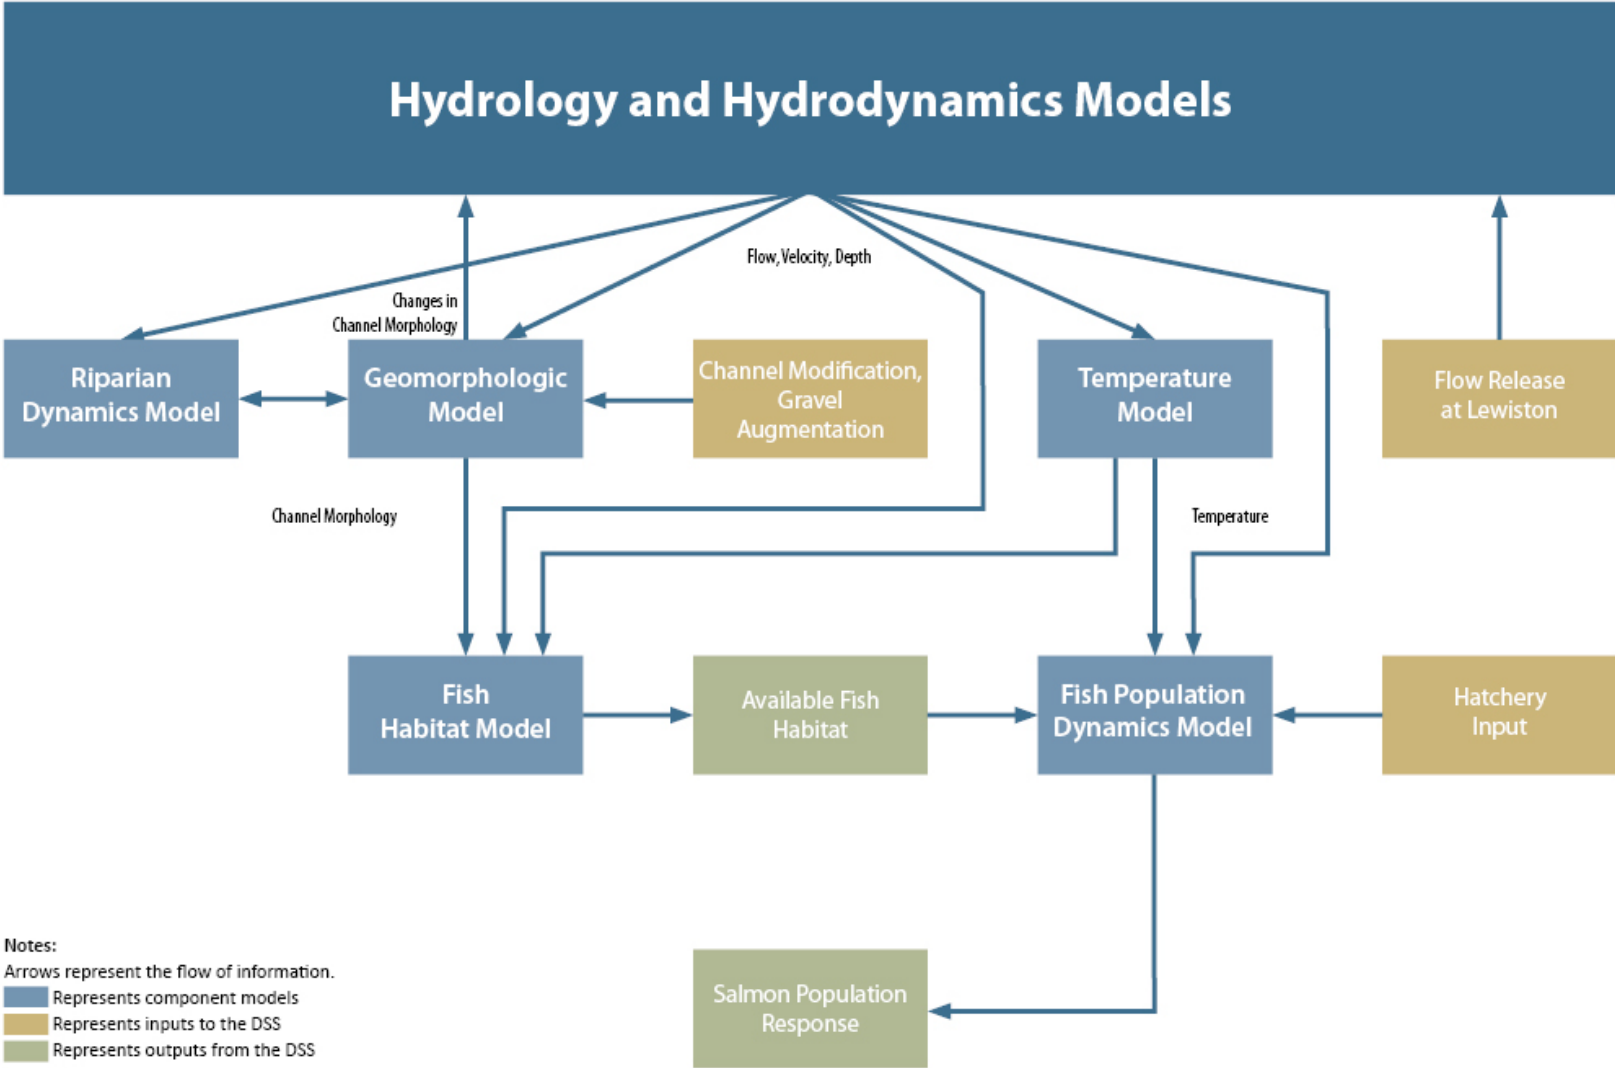 Hydrology and Hydrodynamics Models
Flow, Velocity, Depth
Changes in
Channel Morphology
Riparian
Dynamics Model
Geomorphologic
Model
Channel Modification,
Gravel
Augmentation
Temperature
Model
Flow Release
at Lewiston
Channel Morphology
Temperature
Fish
Habitat Model
Available Fish
Habitat
Fish Population
Dynamics Model
Hatchery
Input
Salmon Population
Response
Notes:
Arrows represent the flow of information.
Represents component models
Represents inputs to the DSS
Represents outputs from the DSS